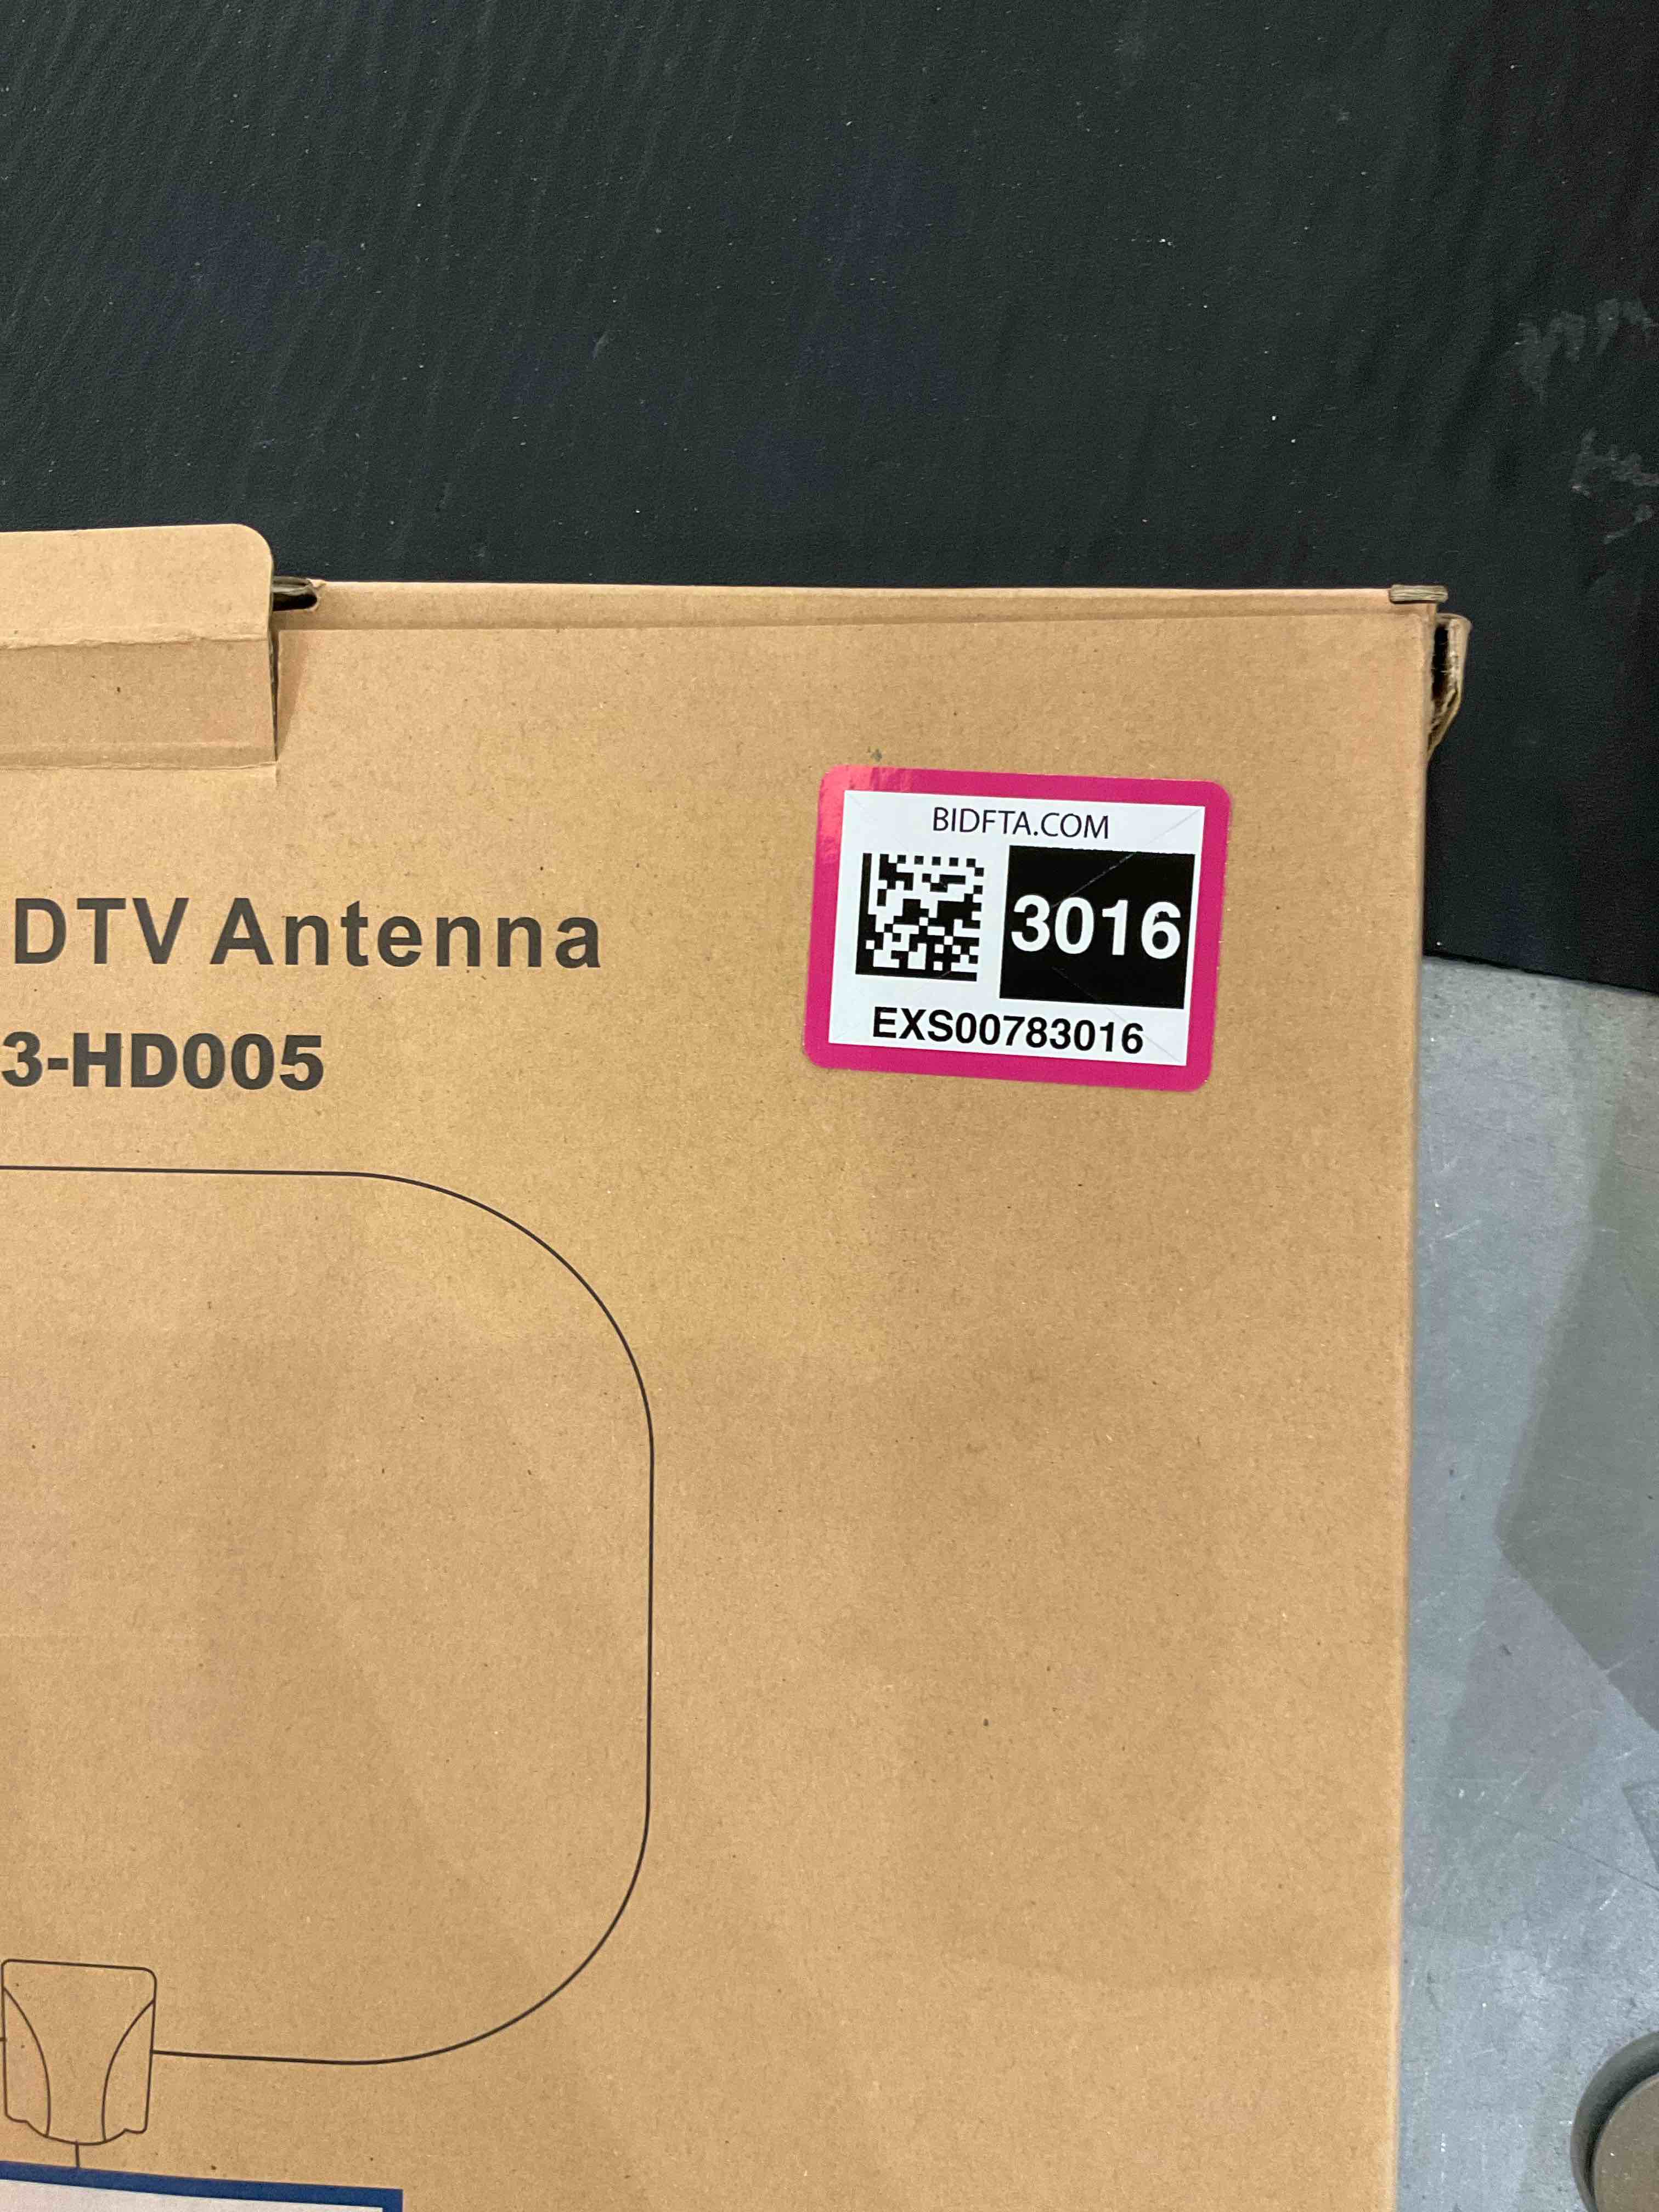 DTV Antenna
3-HD005
BIDFTA.COM
3016
EXS00783016